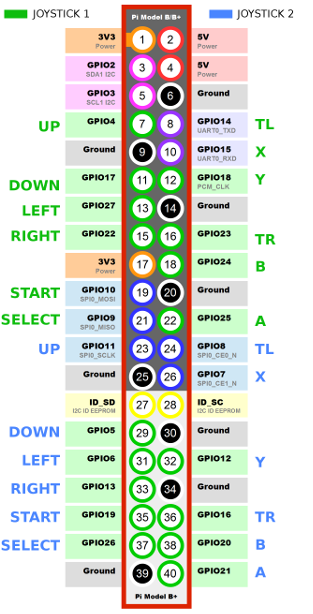 JOYSTICK 1 JOYSTICK 2
Pi Model B/B+
3V3 Power 1 2 5V Power
GPIO2 SDA1 I2C 3 4 5V Power
GPIO3 SCL1 I2C 5 6 Ground
UP GPIO4 7 8 GPIO14 UART0_TXD TL
Ground 9 10 GPIO15 UART0_RXD X
DOWN GPIO17 11 12 GPIO18 PCM_CLK Y
LEFT GPIO27 13 14 Ground
RIGHT GPIO22 15 16 GPIO23 TR
3V3 Power 17 18 GPIO24 B
START GPIO10 SPI0_MOSI 19 20 Ground
SELECT GPIO9 SPI0_MISO 21 22 GPIO25 A
UP GPIO11 SPI0_SCLK 23 24 GPIO8 SPI0_CE0_N TL
Ground 25 26 GPIO7 SPI0_CE1_N X
ID_SD I2C ID EEPROM 27 28 ID_SC I2C ID EEPROM
DOWN GPIO5 29 30 Ground
LEFT GPIO6 31 32 GPIO12 Y
RIGHT GPIO13 33 34 Ground
START GPIO19 35 36 GPIO16 TR
SELECT GPIO26 37 38 GPIO20 B
Ground 39 40 GPIO21 A
Pi Model B+